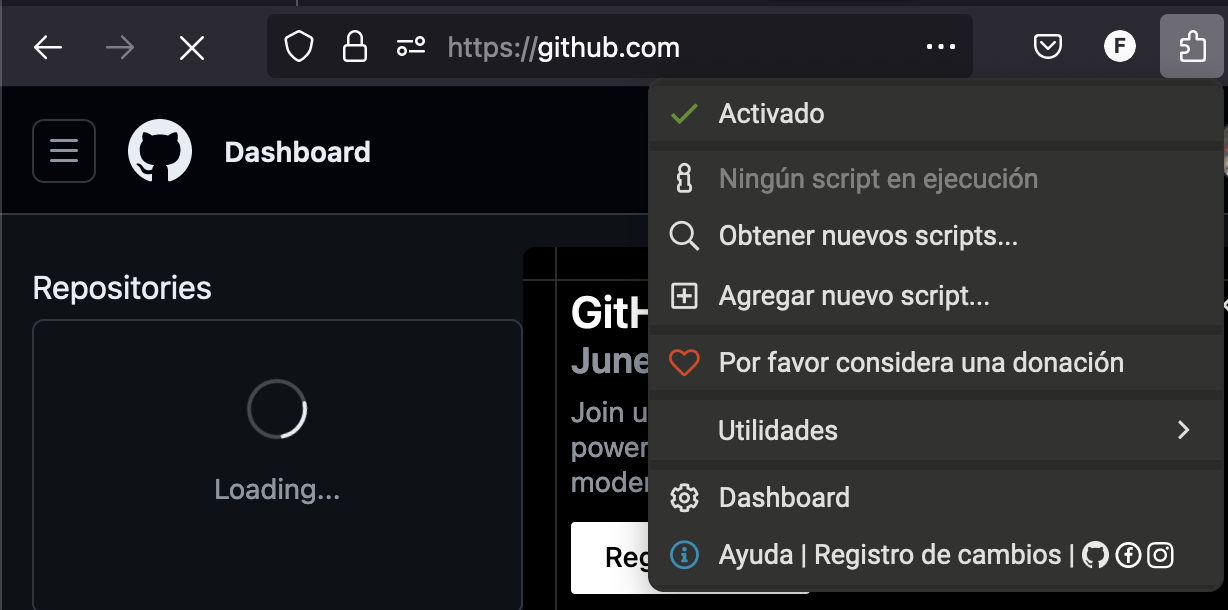 https://github.com
F
Dashboard
Repositories
Loading...
GitH
June
Join u
power
moder
Reg
Activado
Ningún script en ejecución
Obtener nuevos scripts...
Agregar nuevo script...
Por favor considera una donación
Utilidades
Dashboard
Ayuda | Registro de cambios |